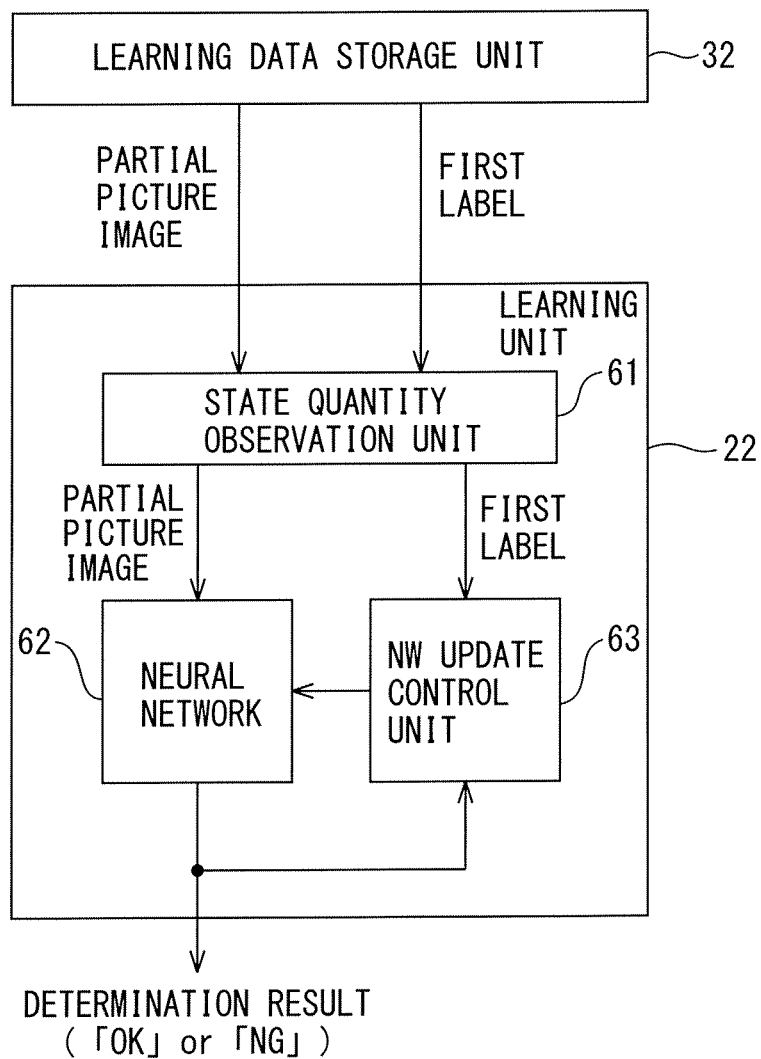 LEARNING DATA STORAGE UNIT
32
PARTIAL
PICTURE
IMAGE
FIRST
LABEL
LEARNING
UNIT
61
STATE QUANTITY
OBSERVATION UNIT
22
PARTIAL
PICTURE
IMAGE
FIRST
LABEL
62
NEURAL
NETWORK
NW UPDATE
CONTROL
UNIT
63
DETERMINATION RESULT
(「OK」 or 「NG」)